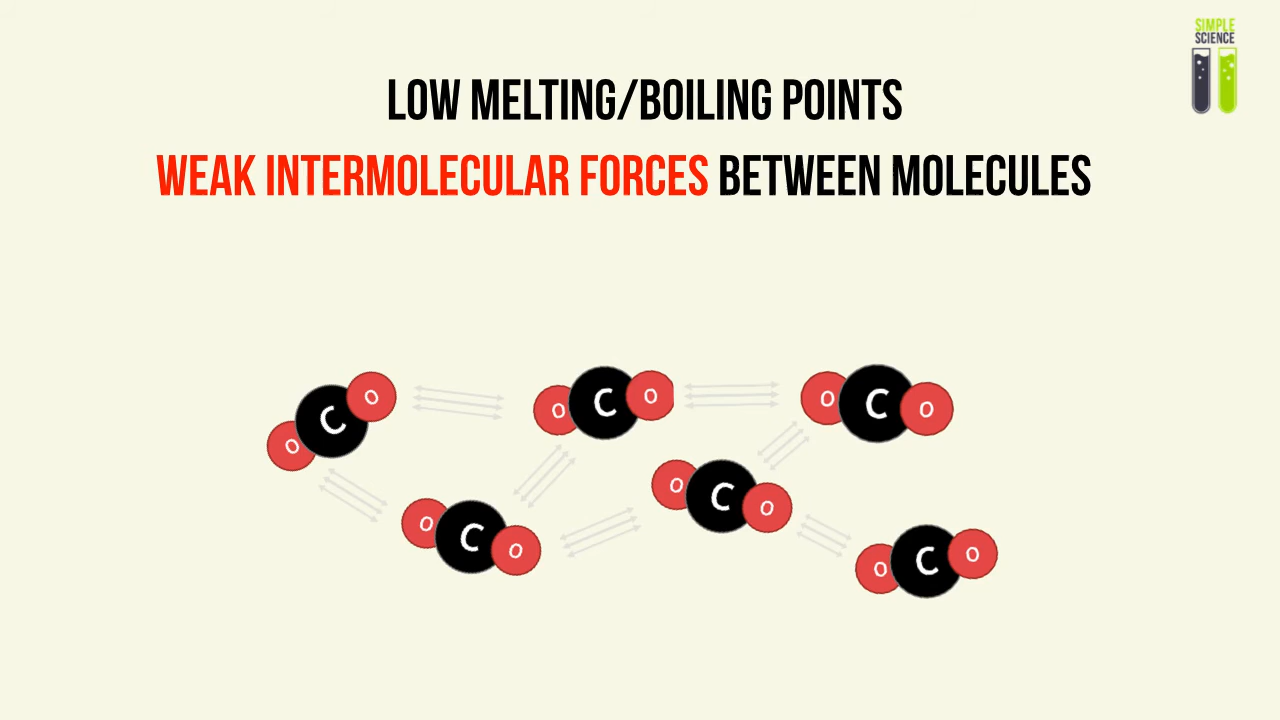 SIMPLE
SCIENCE
LOW MELTING/BOILING POINTS
WEAK INTERMOLECULAR FORCES BETWEEN MOLECULES
O C O
O C O
O C O
O C O
O C O
O C O